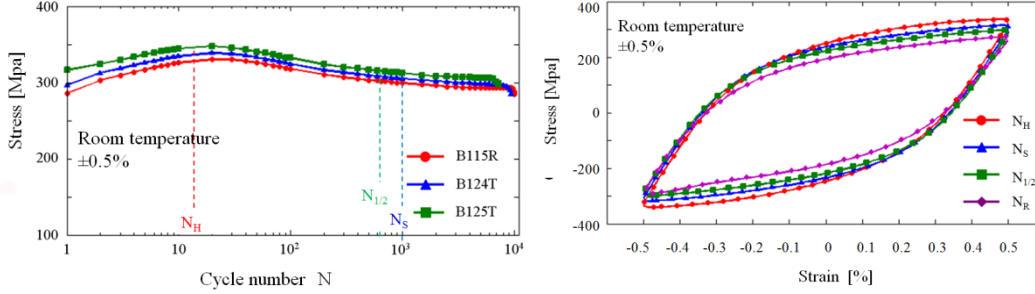 400
300
200
100
Stress [Mpa]
Room temperature
±0.5%
N_H
N_1/2
N_S
B115R
B124T
B125T
1
10
10²
10³
10⁴
Cycle number N
400
200
0
-200
-400
Stress [Mpa]
Room temperature
±0.5%
N_H
N_S
N_1/2
N_R
-0.5 -0.4 -0.3 -0.2 -0.1 0 0.1 0.2 0.3 0.4 0.5
Strain [%]